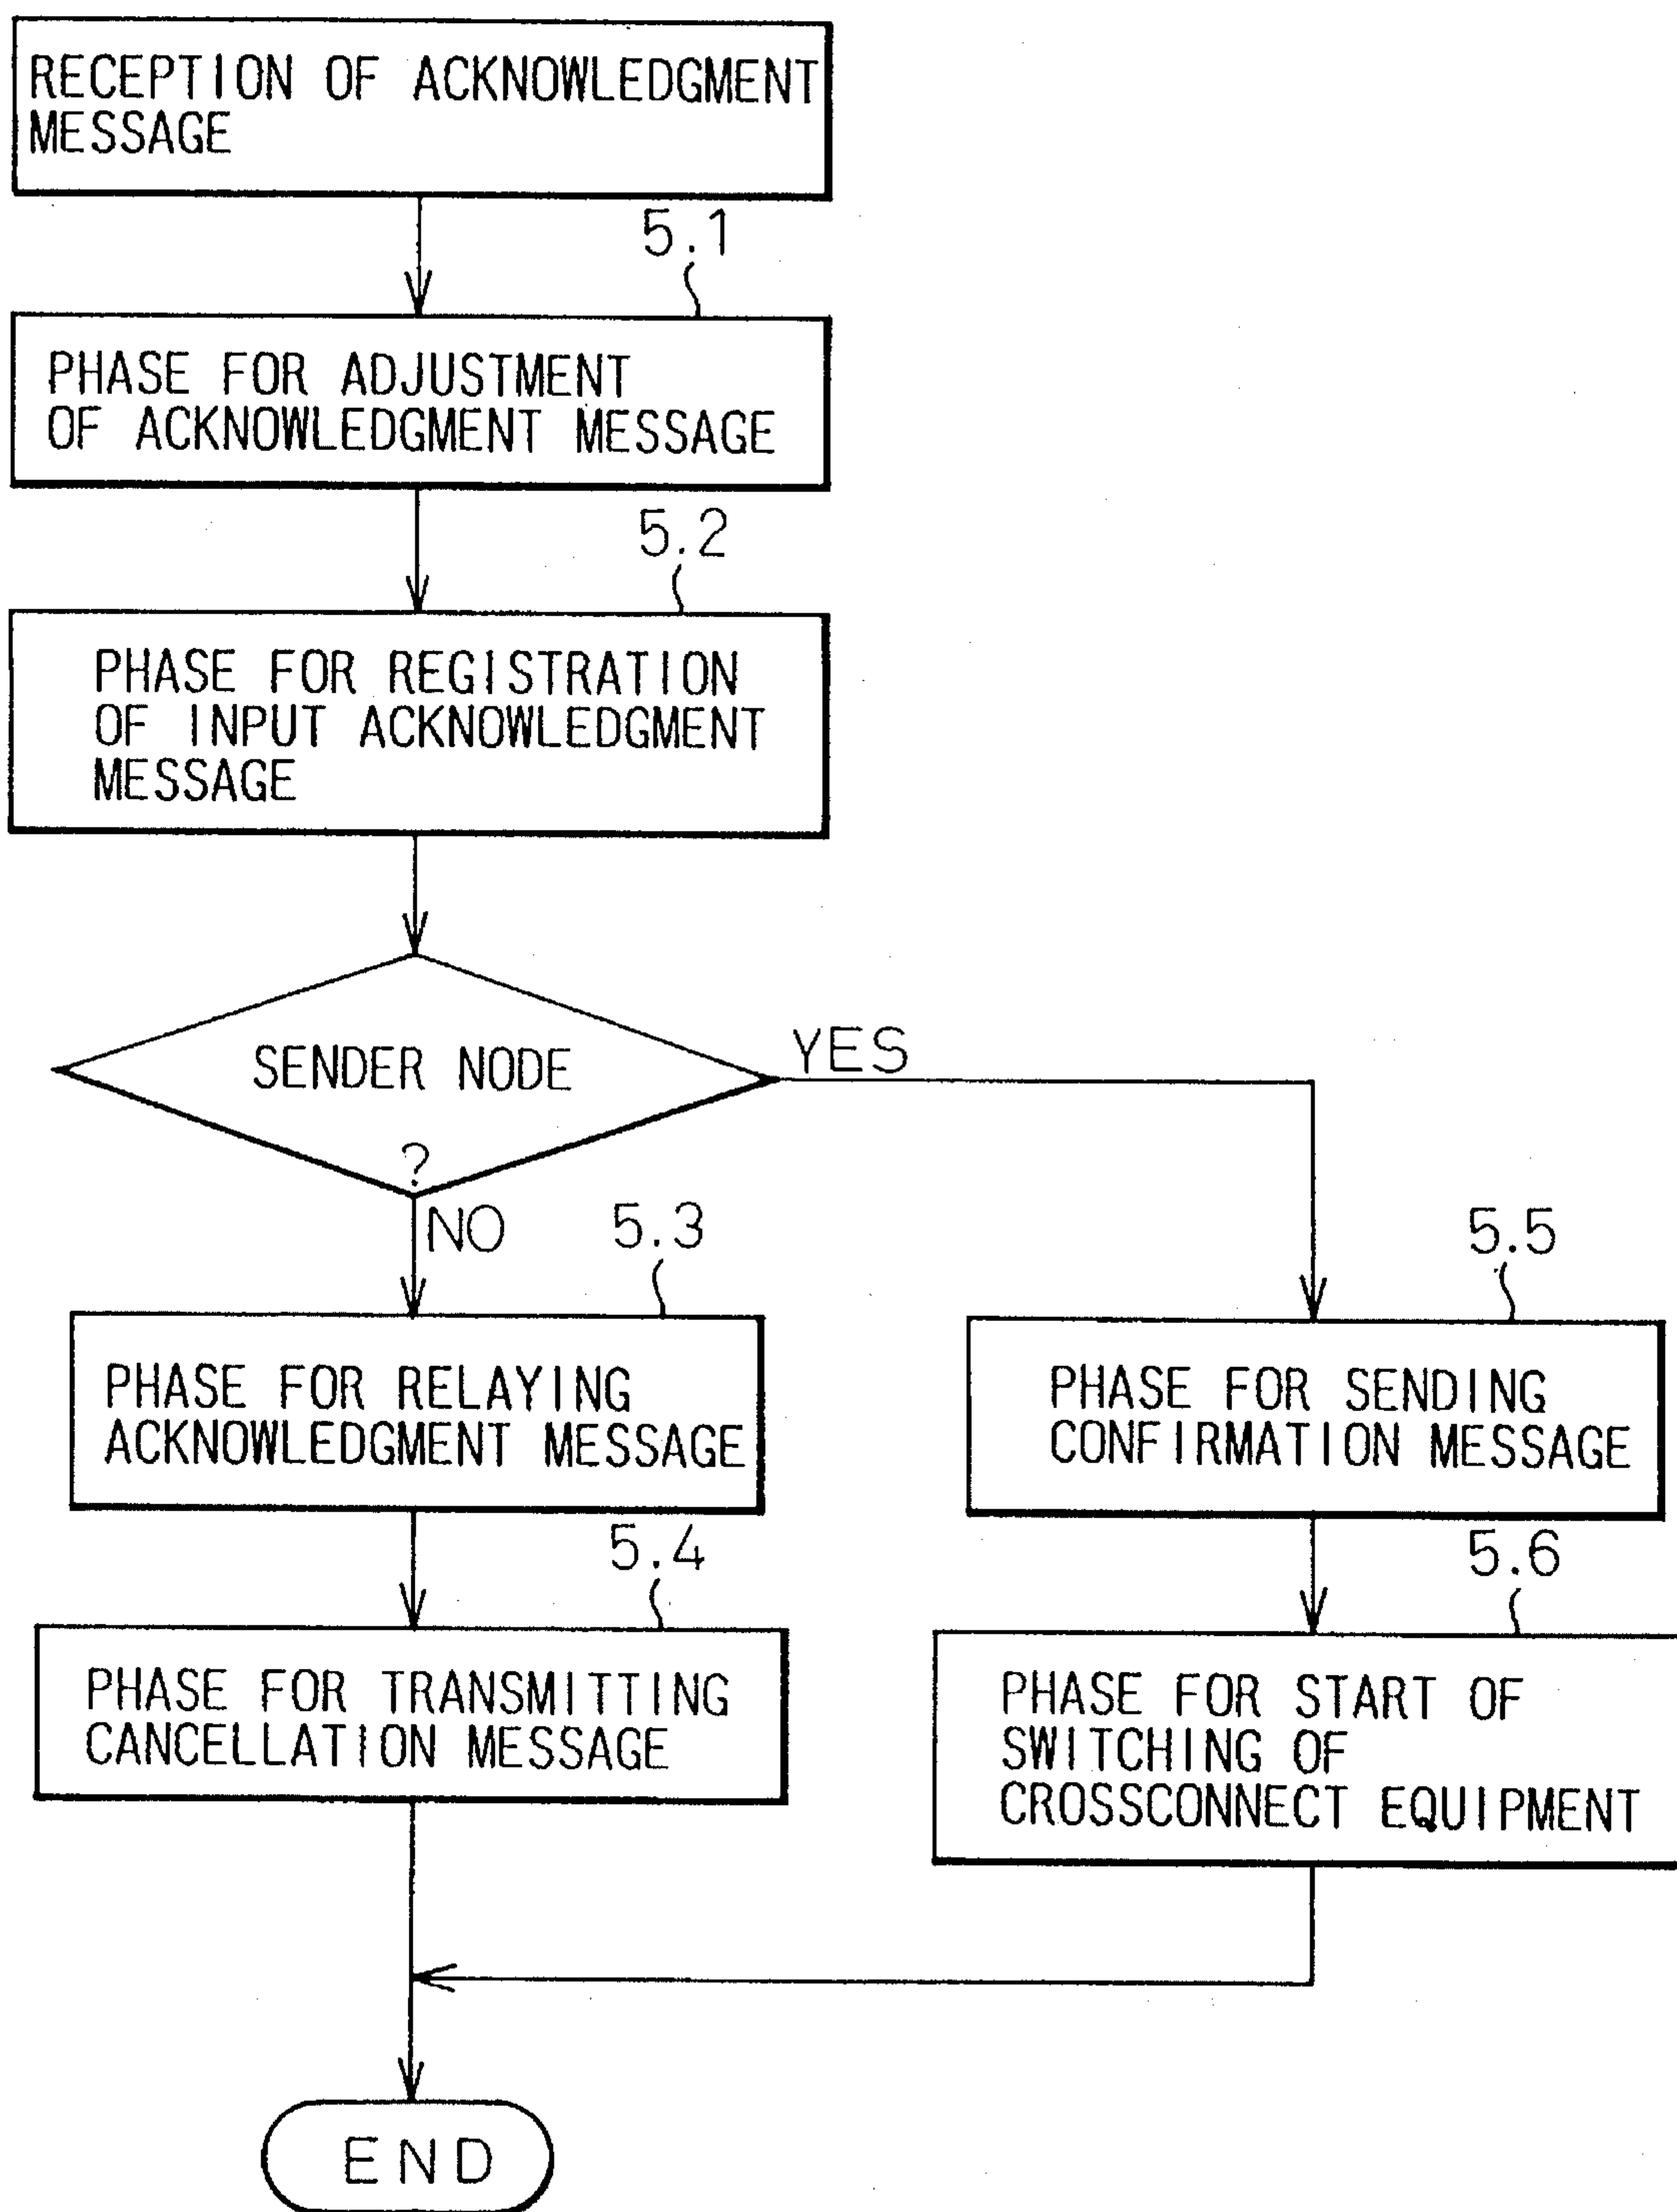 RECEPTION OF ACKNOWLEDGMENT
MESSAGE
5.1
PHASE FOR ADJUSTMENT
OF ACKNOWLEDGMENT MESSAGE
5.2
PHASE FOR REGISTRATION
OF INPUT ACKNOWLEDGMENT
MESSAGE
SENDER NODE
?
YES
NO
5.3
PHASE FOR RELAYING
ACKNOWLEDGMENT MESSAGE
5.4
PHASE FOR TRANSMITTING
CANCELLATION MESSAGE
5.5
PHASE FOR SENDING
CONFIRMATION MESSAGE
5.6
PHASE FOR START OF
SWITCHING OF
CROSSCONNECT EQUIPMENT
END